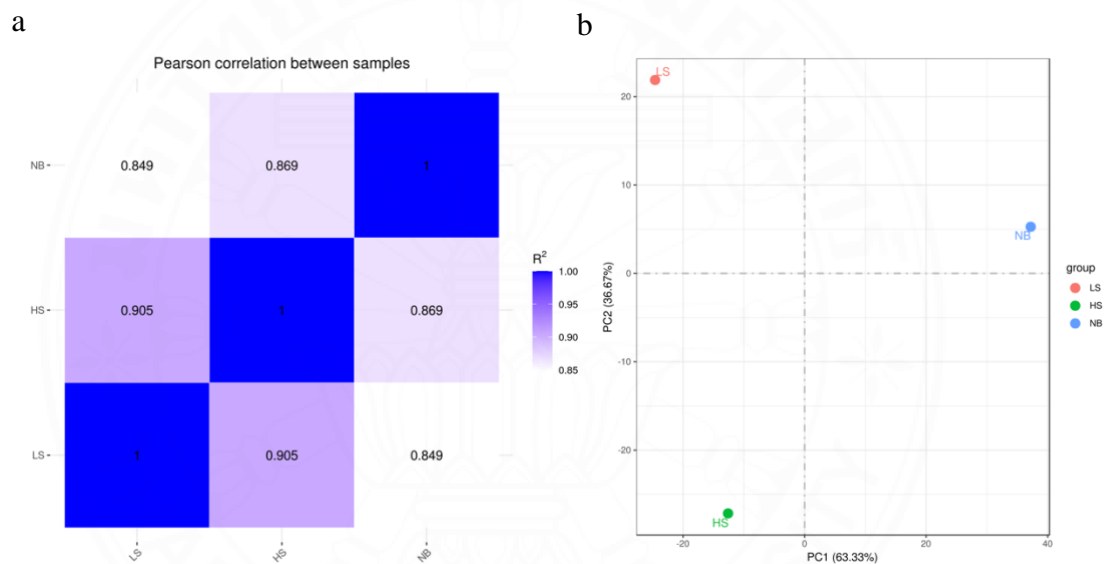 a
Pearson correlation between samples
NB
0.849
0.869
1
HS
0.905
1
0.869
LS
1
0.905
0.849
LS
HS
NB
R²
1.00
0.95
0.90
0.85
b
LS
NB
HS
20
10
0
-10
-20
PC2 (36.67%)
-20
0
20
40
PC1 (63.33%)
group
LS
HS
NB